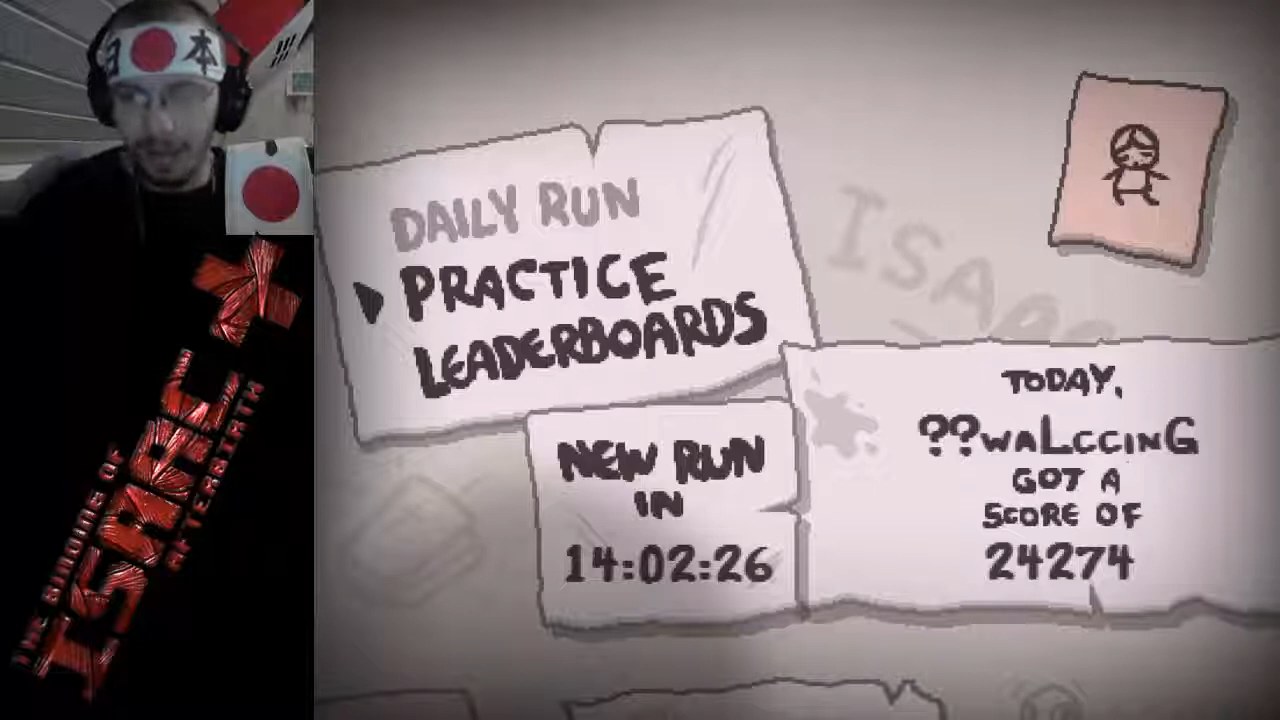 日本
THE BINDING OF
ISAAC
AFTERBIRTH
DAILY RUN
PRACTICE
LEADERBOARDS
NEW RUN
IN
14:02:26
TODAY,
??waLccinG
GOT A
SCORE OF
24274